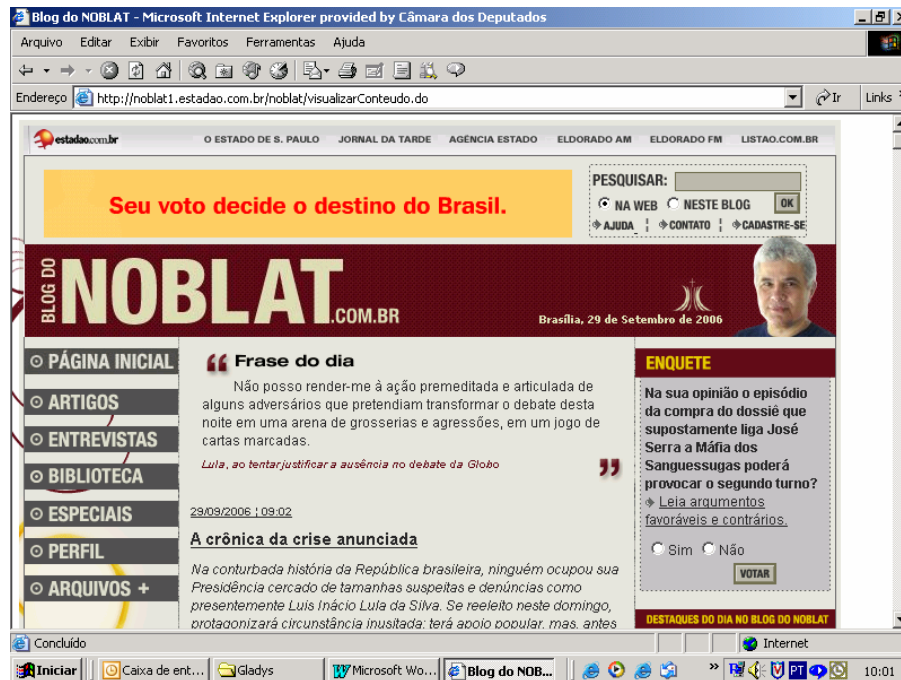 Blog do NOBLAT - Microsoft Internet Explorer provided by Câmara dos Deputados
Arquivo Editar Exibir Favoritos Ferramentas Ajuda
Endereço http://noblat1.estadao.com.br/noblat/visualizarConteudo.do Ir Links
estadao.com.br O ESTADO DE S. PAULO JORNAL DA TARDE AGÊNCIA ESTADO ELDORADO AM ELDORADO FM LISTAO.COM.BR
Seu voto decide o destino do Brasil.
PESQUISAR:
NA WEB NESTE BLOG OK
AJUDA CONTATO CADASTRE-SE
BLOG DO NOBLAT.COM.BR
Brasília, 29 de Setembro de 2006
PÁGINA INICIAL
ARTIGOS
ENTREVISTAS
BIBLIOTECA
ESPECIAIS
PERFIL
ARQUIVOS +
Frase do dia
Não posso render-me à ação premeditada e articulada de
alguns adversários que pretendiam transformar o debate desta
noite em uma arena de grosserias e agressões, em um jogo de
cartas marcadas.
Lula, ao tentar justificar a ausência no debate da Globo
29/09/2006 ¦ 09:02
A crônica da crise anunciada
Na conturbada história da República brasileira, ninguém ocupou sua
Presidência cercado de tamanhas suspeitas e denúncias como
presentemente Luis Inácio Lula da Silva. Se reeleito neste domingo,
protagonizará circunstância inusitada: terá apoio popular, mas, antes
ENQUETE
Na sua opinião o episódio
da compra do dossiê que
supostamente liga José
Serra a Máfia dos
Sanguessugas poderá
provocar o segundo turno?
Leia argumentos
favoráveis e contrários.
Sim Não
VOTAR
DESTAQUES DO DIA NO BLOG DO NOBLAT
Concluído Internet
Iniciar Caixa de ent... Gladys Microsoft Wo... Blog do NOB... PT 10:01